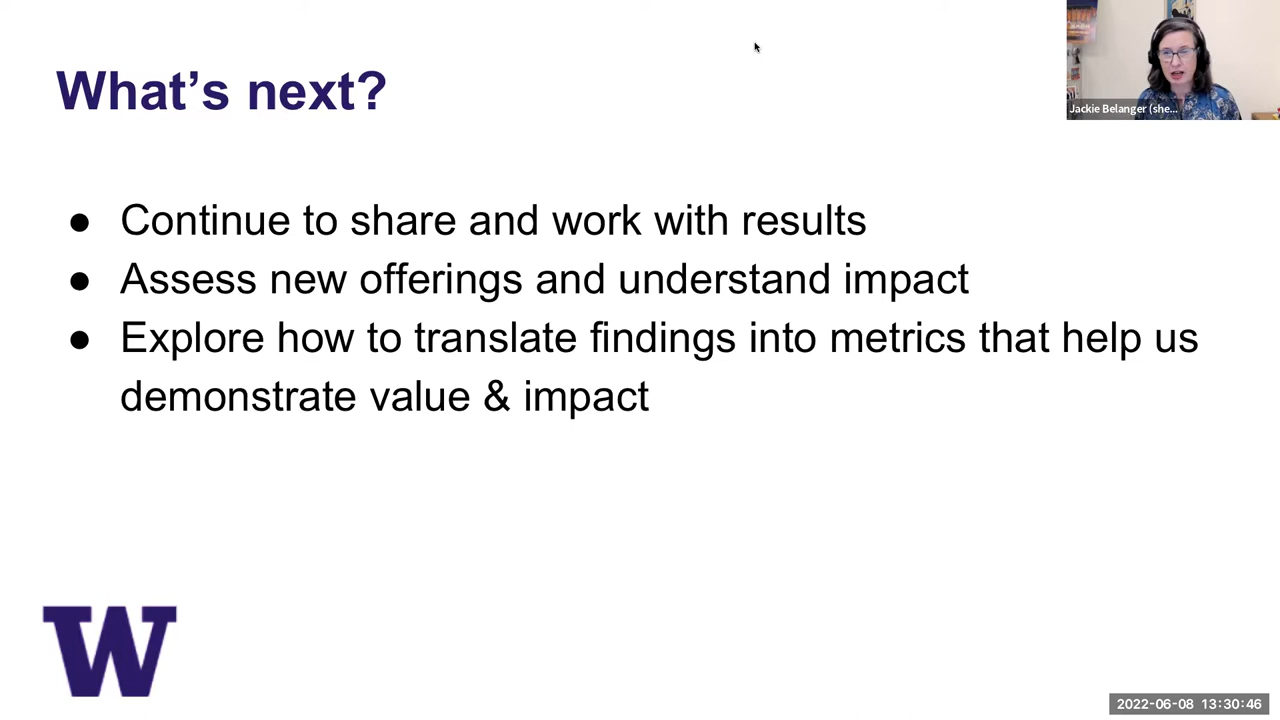 What's next?
Jackie Belanger (she...
● Continue to share and work with results
● Assess new offerings and understand impact
● Explore how to translate findings into metrics that help us
demonstrate value & impact
W
2022-06-08 13:30:46